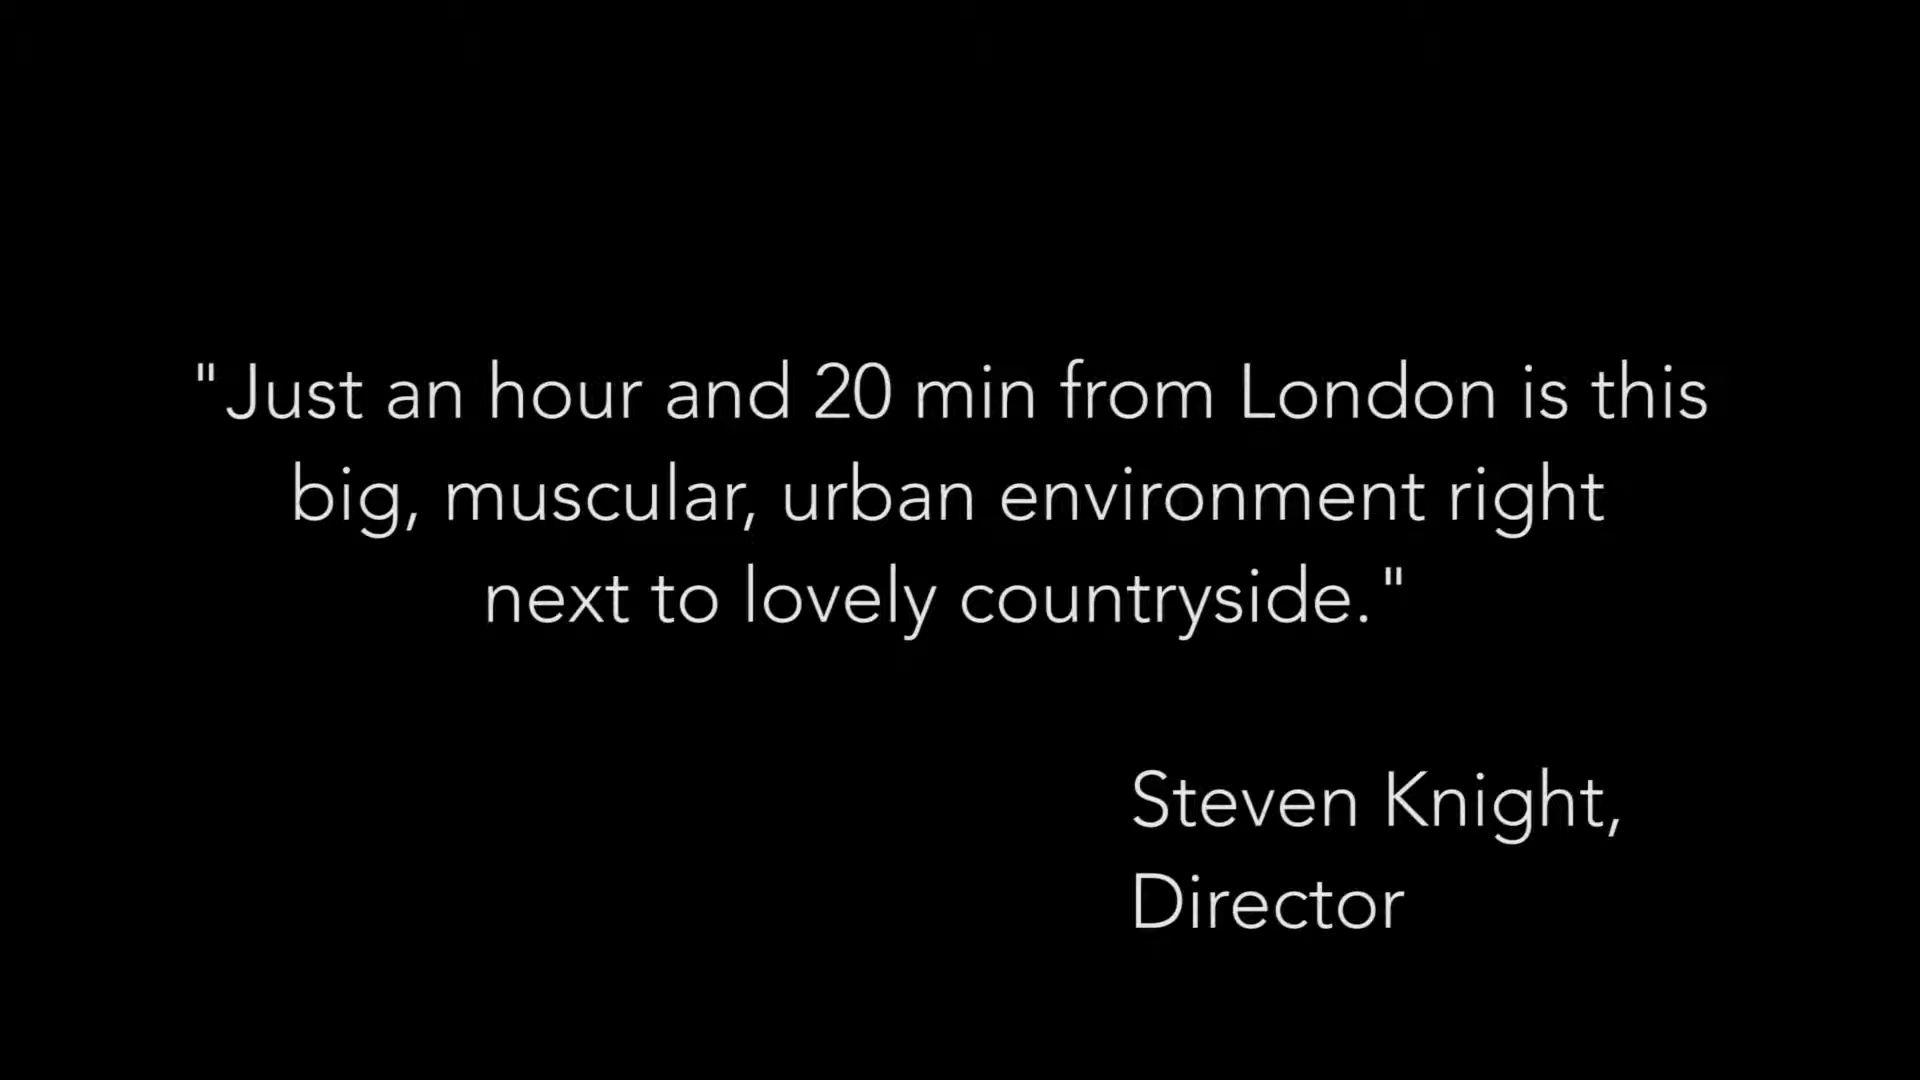 "Just an hour and 20 min from London is this
big, muscular, urban environment right
next to lovely countryside."
Steven Knight,
Director